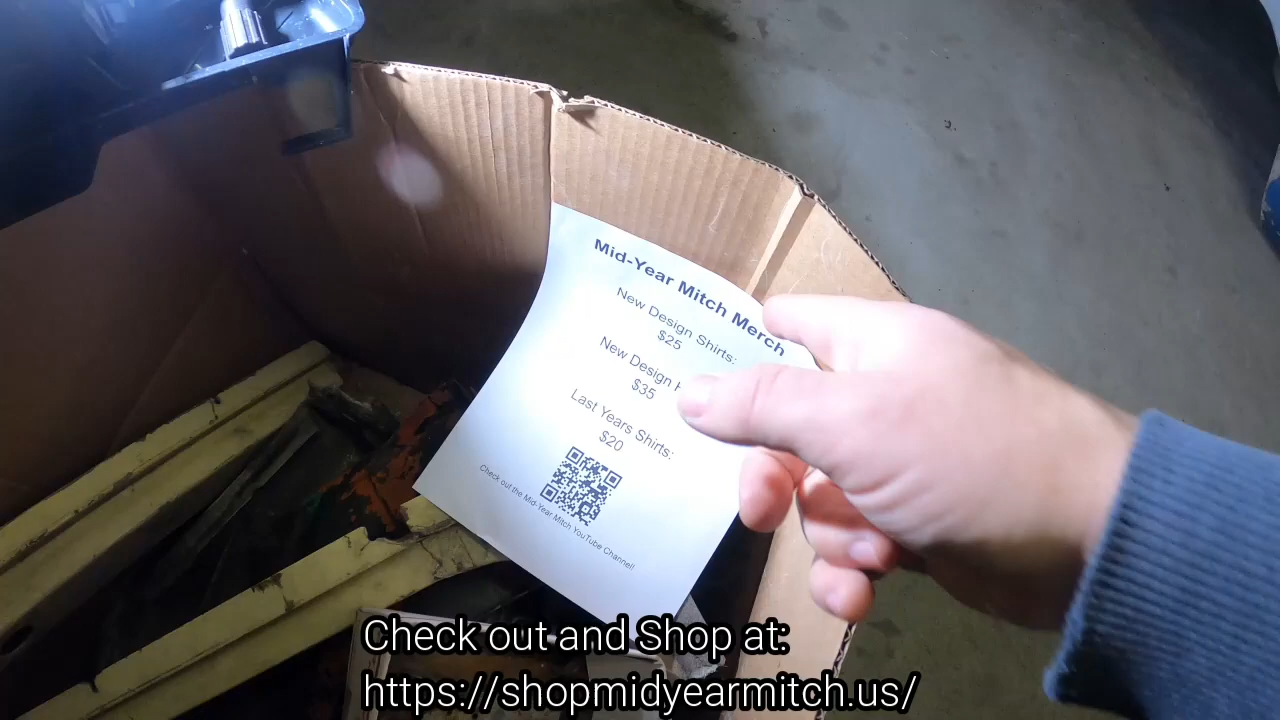 Mid-Year Mitch Merch
New Design Shirts:
$25
New Design
$35
Last Years Shirts:
$20
Check out the Mid-Year Mitch YouTube Channel!
Check out and Shop at:
https://shopmidyearmitch.us/